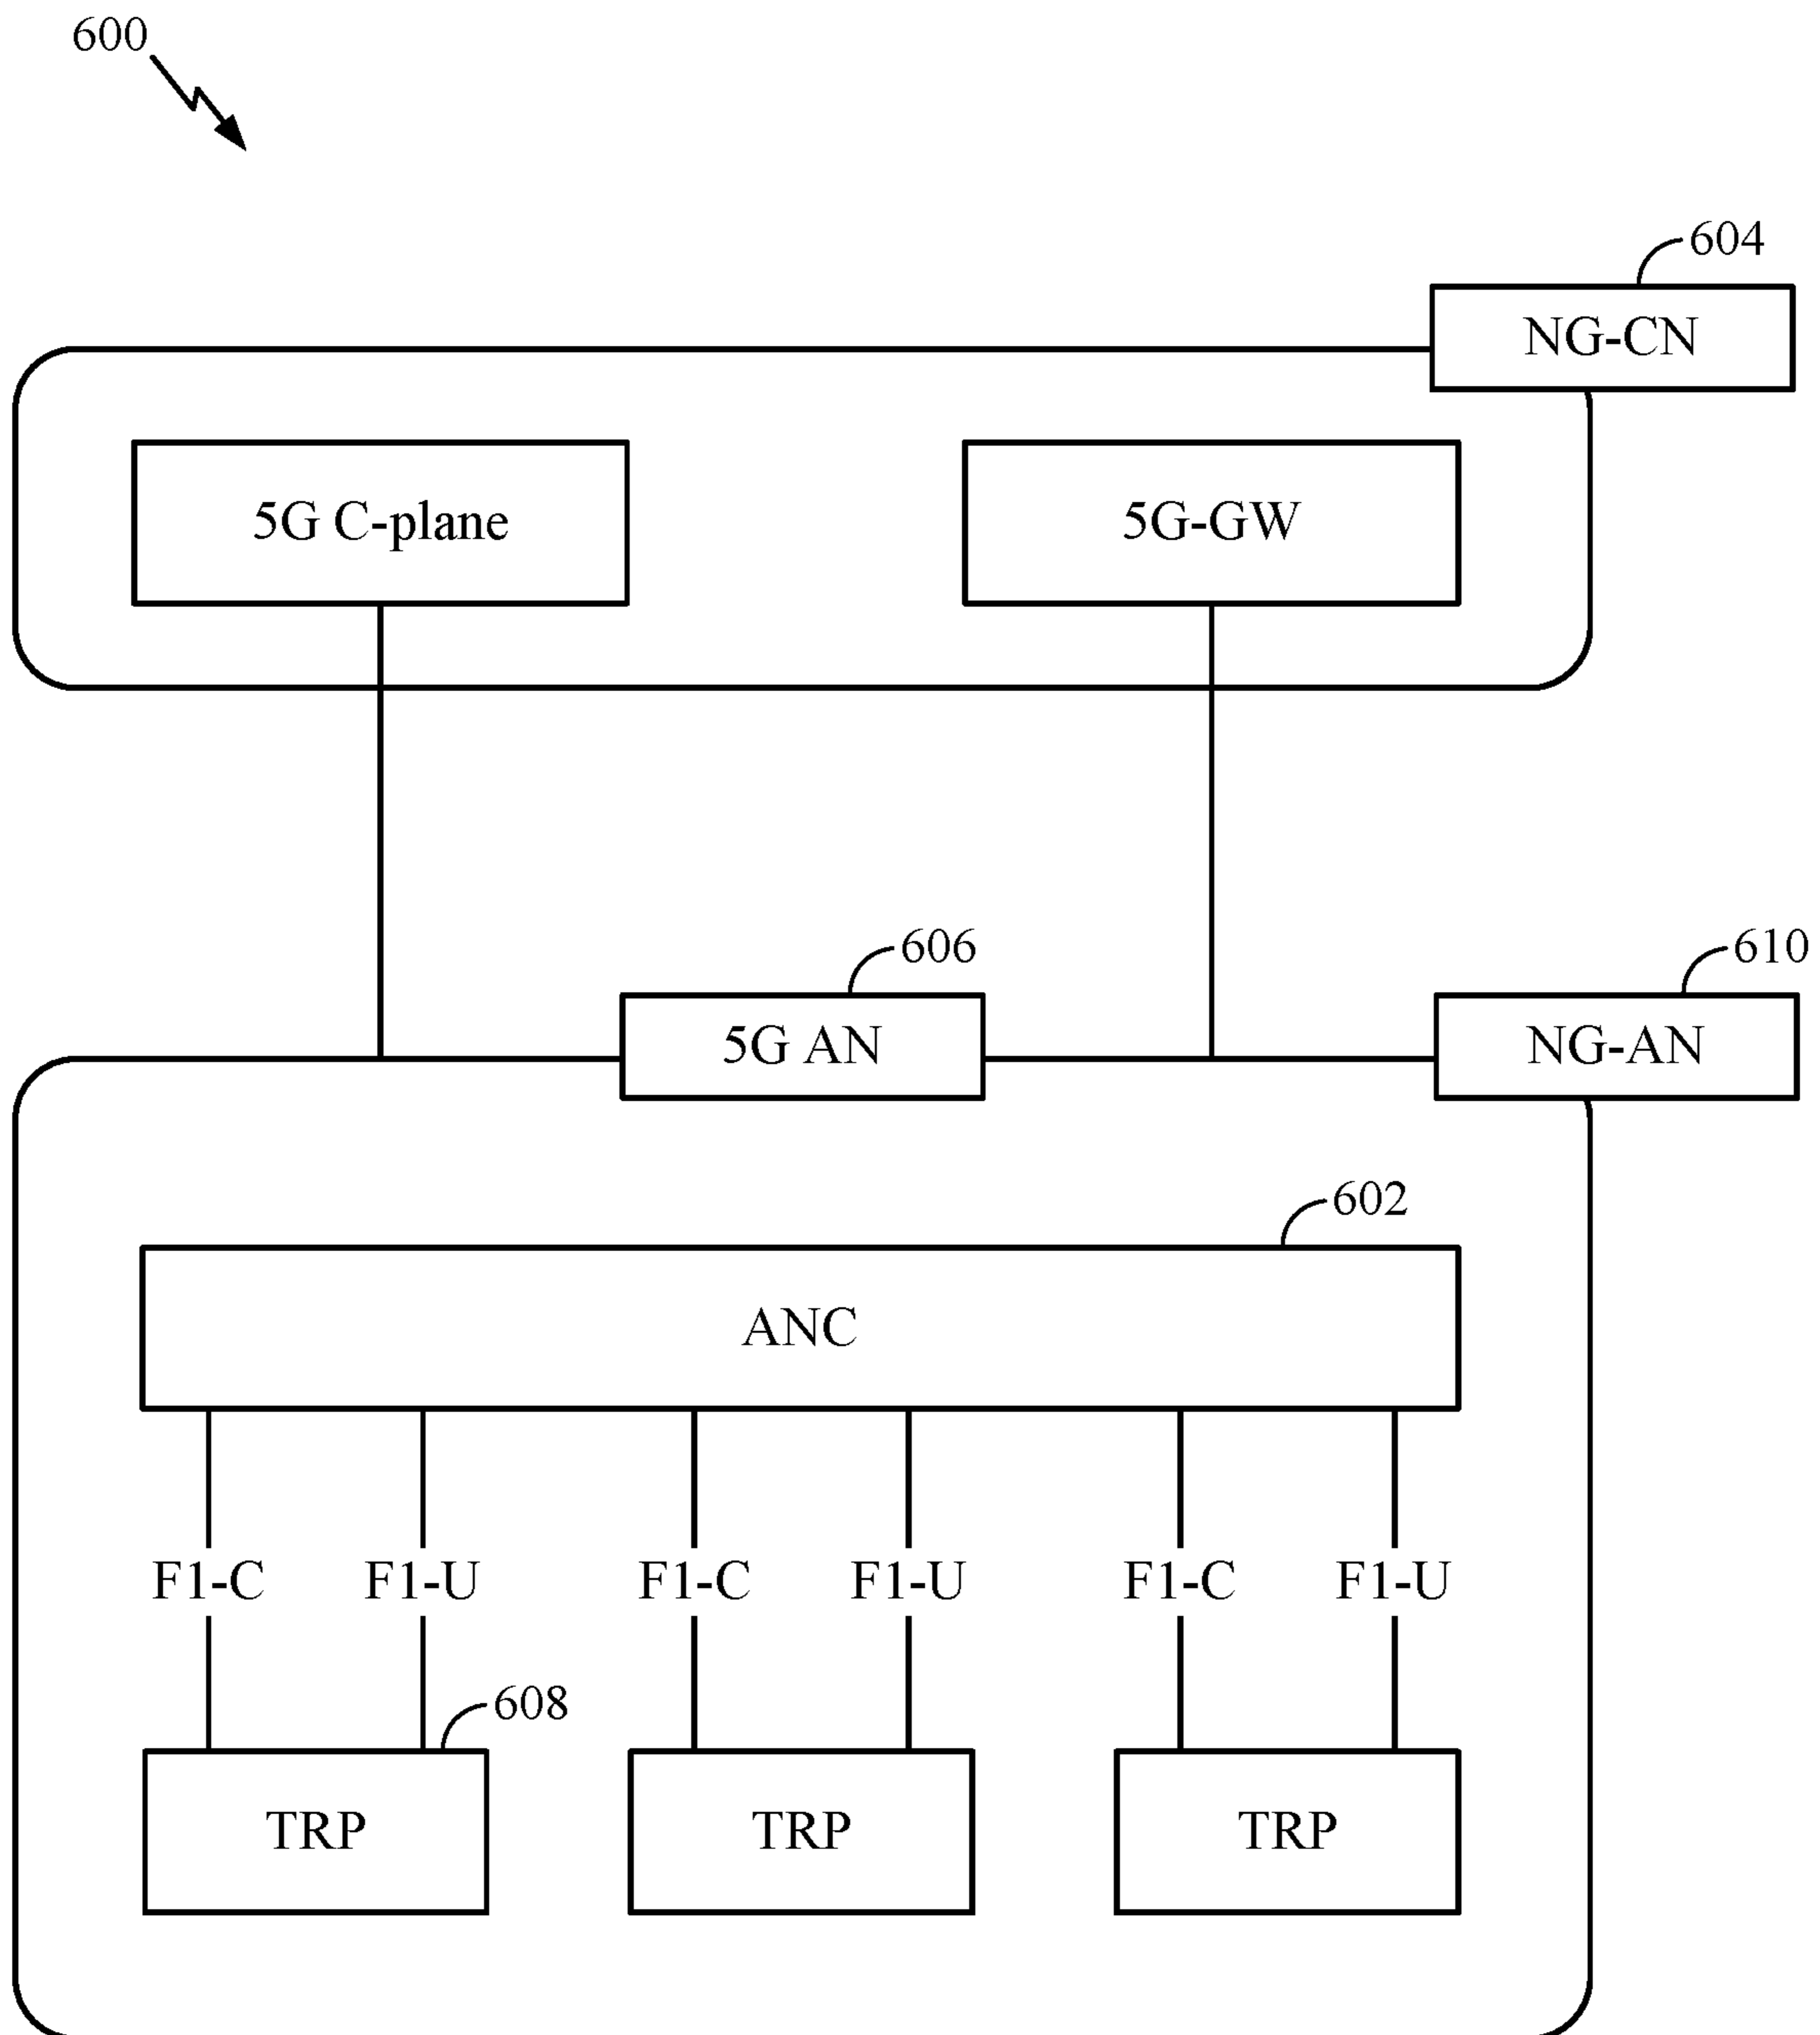 600
604
NG-CN
5G C-plane
5G-GW
606
610
5G AN
NG-AN
602
ANC
F1-C F1-U F1-C F1-U F1-C F1-U
608
TRP TRP TRP